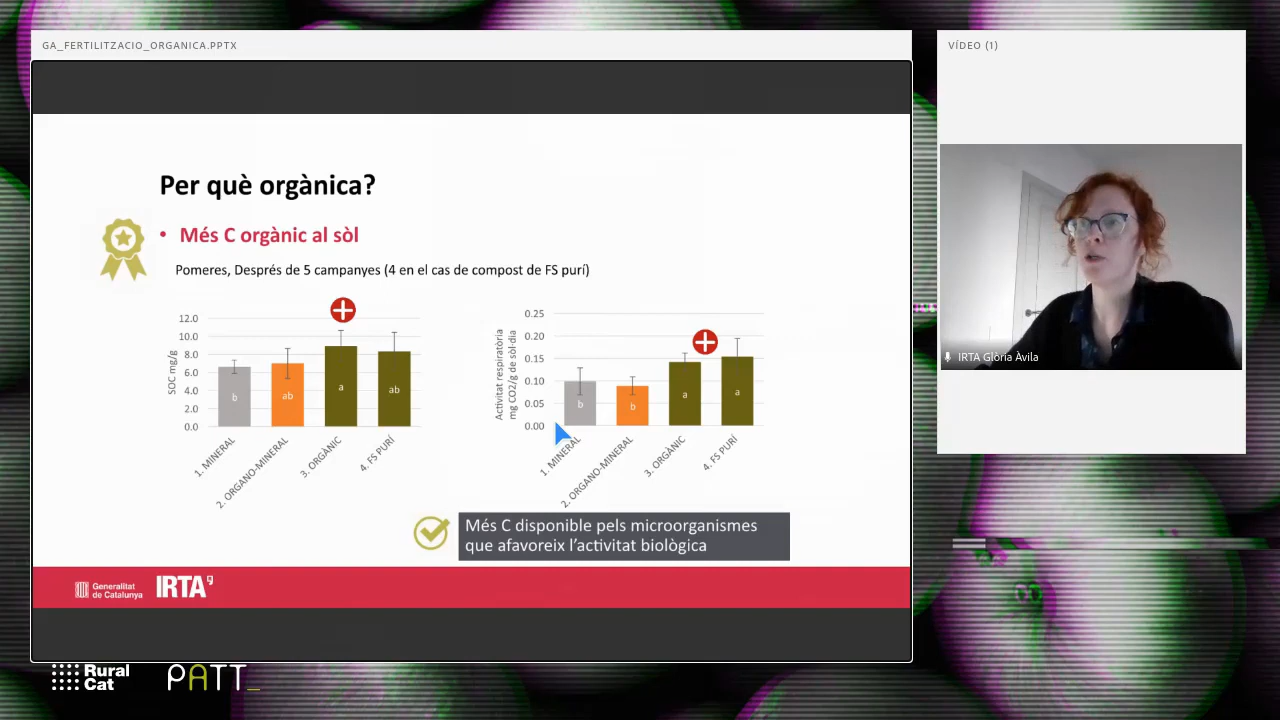 GA_FERTILITZACIO_ORGANICA.PPTX
VÍDEO (1)
Per què orgànica?
• Més C orgànic al sòl
Pomeres, Després de 5 campanyes (4 en el cas de compost de FS purí)
SOC mg/g
12.0
10.0
8.0
6.0
4.0
2.0
0.0
b
ab
a
ab
1. MINERAL
2. ORGANO-MINERAL
3. ORGÀNIC
4. FS PURÍ
Activitat respiratòria
mg CO2/g de sòl·dia
0.25
0.20
0.15
0.10
0.05
0.00
b
b
a
a
1. MINERAL
2. ORGANO-MINERAL
3. ORGÀNIC
4. FS PURÍ
Més C disponible pels microorganismes
que afavoreix l'activitat biològica
Generalitat
de Catalunya
IRTA
IRTA Glòria Àvila
Rural
Cat
PATT_